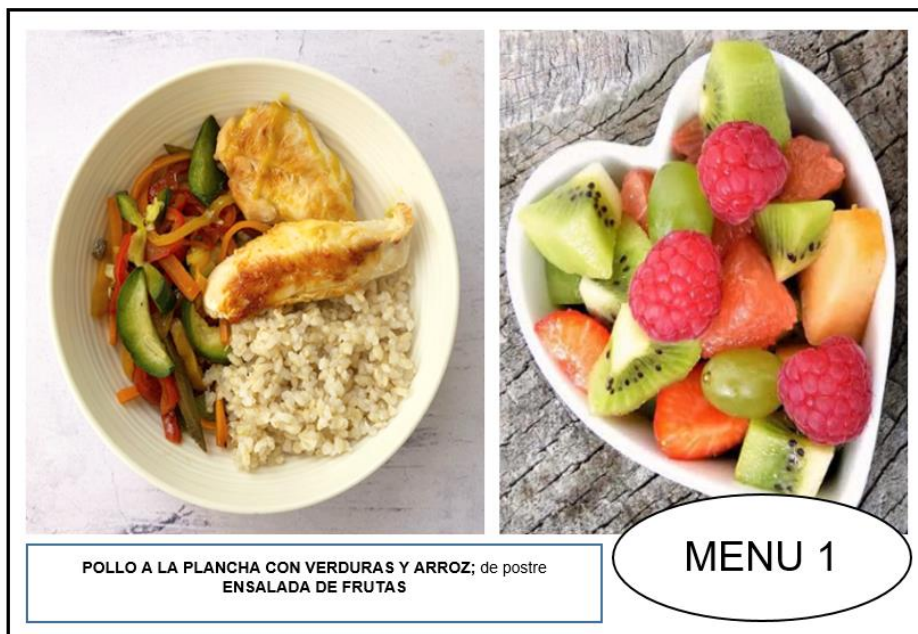 POLLO A LA PLANCHA CON VERDURAS Y ARROZ; de postre
ENSALADA DE FRUTAS
MENU 1